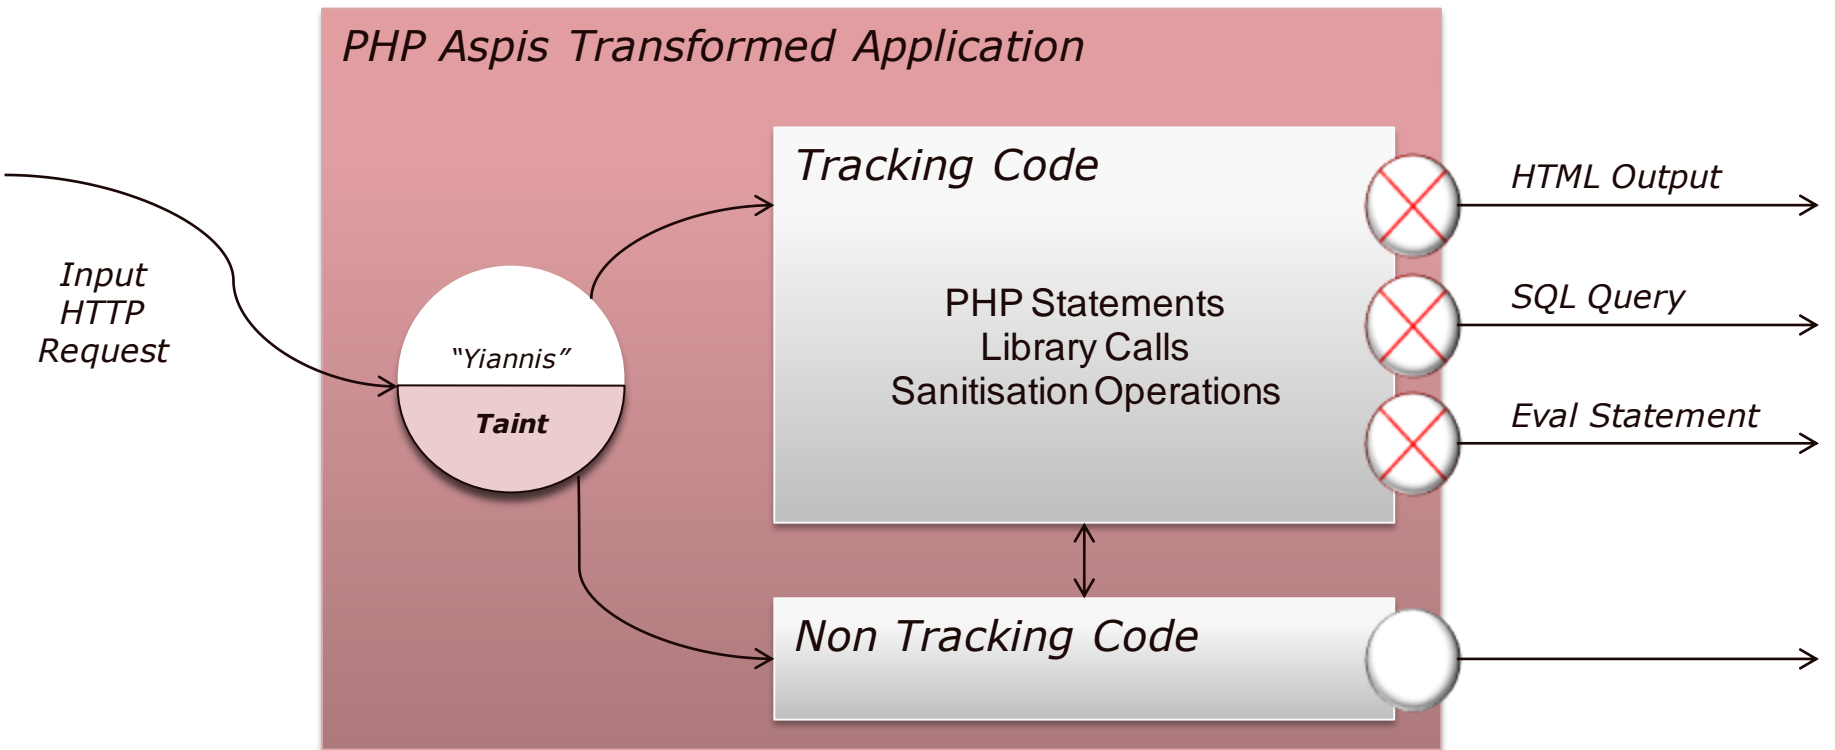 PHP Aspis Transformed Application
Tracking Code
HTML Output
Input
HTTP
Request
PHP Statements
Library Calls
Sanitisation Operations
SQL Query
“Yiannis”
Taint
Eval Statement
Non Tracking Code